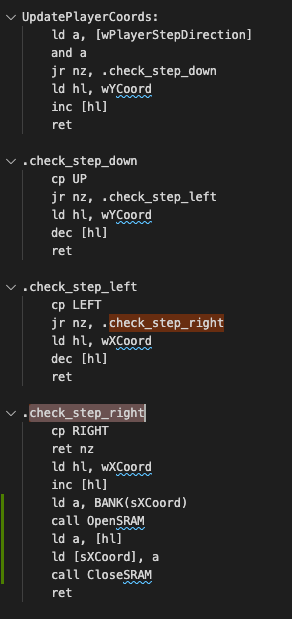 UpdatePlayerCoords:
ld a, [wPlayerStepDirection]
and a
jr nz, .check_step_down
ld hl, wYCoord
inc [hl]
ret
.check_step_down
cp UP
jr nz, .check_step_left
ld hl, wYCoord
dec [hl]
ret
.check_step_left
cp LEFT
jr nz, .check_step_right
ld hl, wXCoord
dec [hl]
ret
.check_step_right
cp RIGHT
ret nz
ld hl, wXCoord
inc [hl]
ld a, BANK(sXCoord)
call OpenSRAM
ld a, [hl]
ld [sXCoord], a
call CloseSRAM
ret